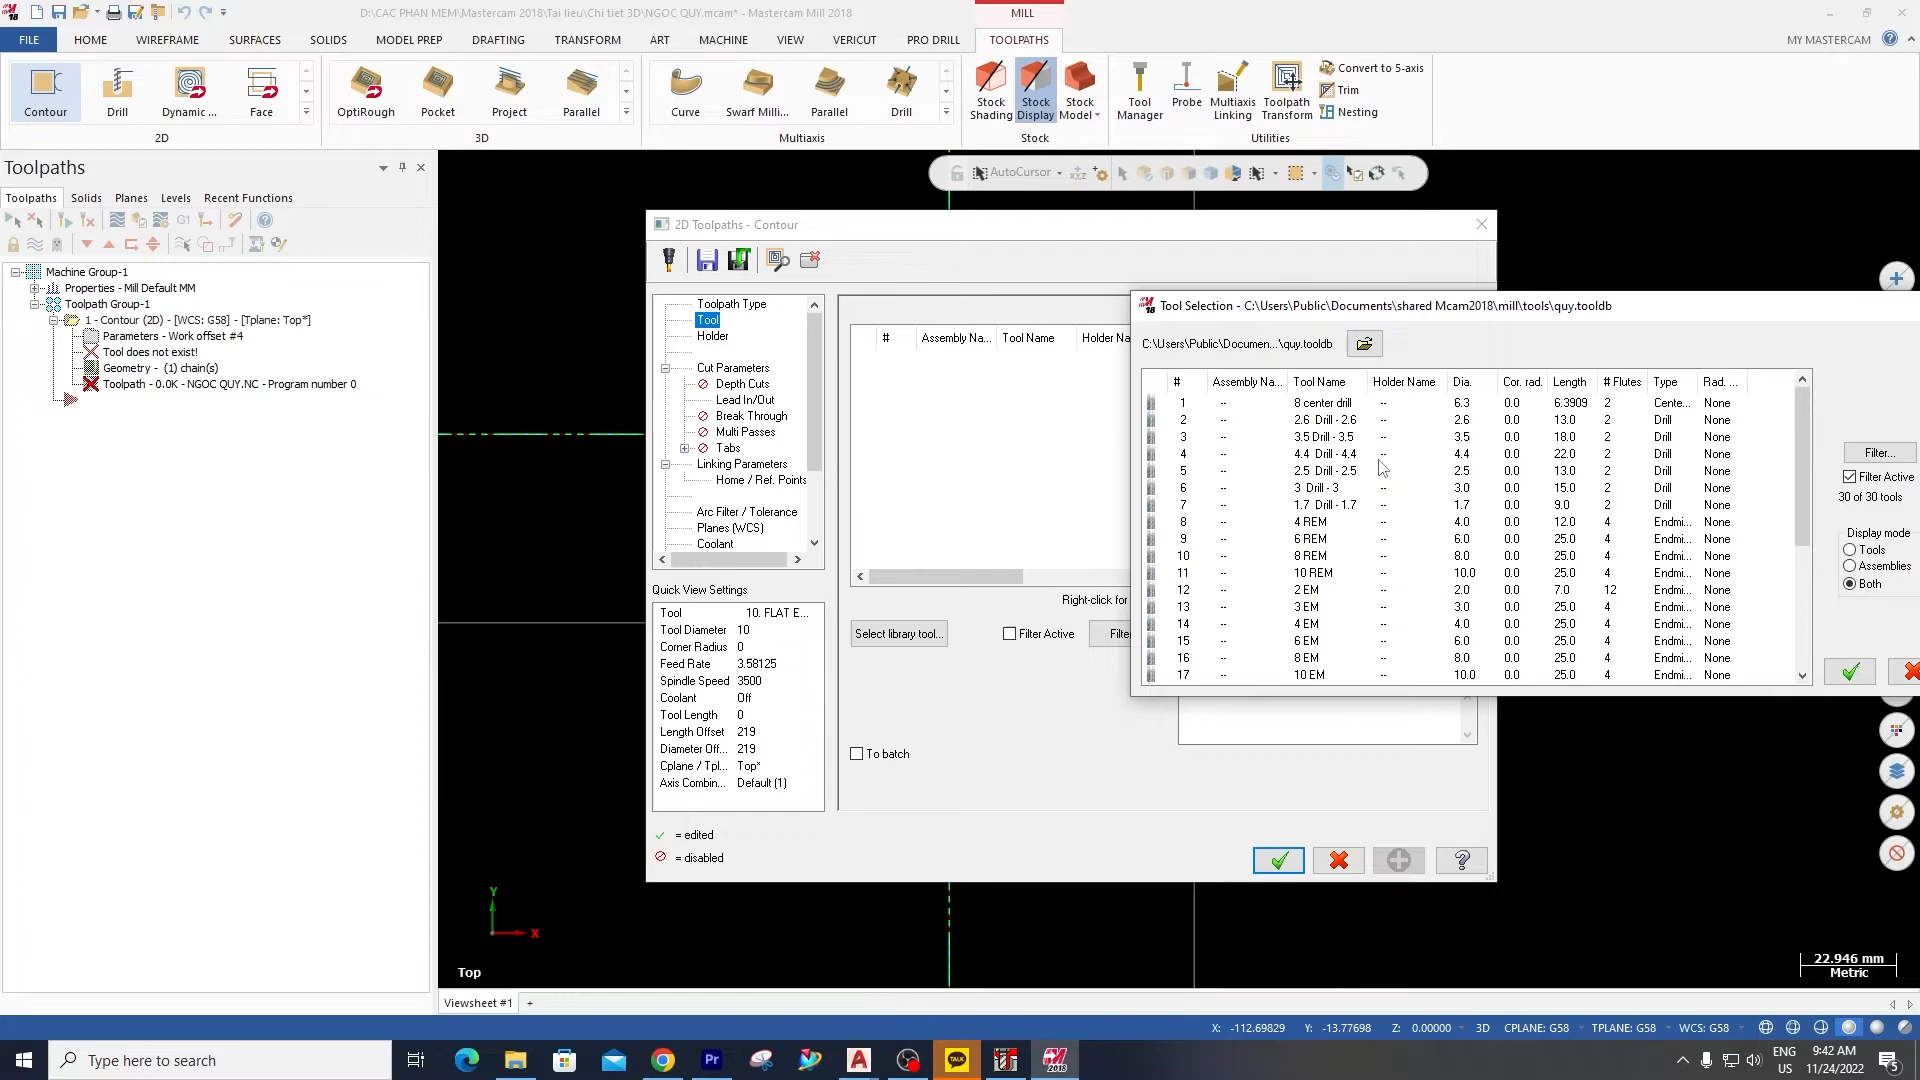 D:\CAC PHAN MEM\Mastercam 2018\Tai lieu\Chi tiet 3D\NGOC QUY.mcam* - Mastercam Mill 2018
MILL
FILE HOME WIREFRAME SURFACES SOLIDS MODEL PREP DRAFTING TRANSFORM ART MACHINE VIEW VERICUT PRO DRILL TOOLPATHS MY MASTERCAM
Contour Drill Dynamic ... Face
2D
OptiRough Pocket Project Parallel
3D
Curve Swarf Milli... Parallel Drill
Multiaxis
Stock Shading Stock Display Stock Model
Stock
Tool Manager Probe Multiaxis Linking Toolpath Transform
Convert to 5-axis
Trim
Nesting
Utilities
Toolpaths
Toolpaths Solids Planes Levels Recent Functions
G1
Machine Group-1
Properties - Mill Default MM
Toolpath Group-1
1 - Contour (2D) - [WCS: G58] - [Tplane: Top*]
Parameters - Work offset #4
Tool does not exist!
Geometry - (1) chain(s)
Toolpath - 0.0K - NGOC QUY.NC - Program number 0
AutoCursor
2D Toolpaths - Contour
Toolpath Type
Tool
Holder
Cut Parameters
Depth Cuts
Lead In/Out
Break Through
Multi Passes
Tabs
Linking Parameters
Home / Ref. Points
Arc Filter / Tolerance
Planes (WCS)
Coolant
Quick View Settings
Tool 10. FLAT E...
Tool Diameter 10
Corner Radius 0
Feed Rate 3.58125
Spindle Speed 3500
Coolant Off
Tool Length 0
Length Offset 219
Diameter Off... 219
Cplane / Tpl... Top*
Axis Combin... Default (1)
= edited
= disabled
# Assembly Na... Tool Name Holder Na
Right-click for
Select library tool... Filter Active Filter
To batch
Tool Selection - C:\Users\Public\Documents\shared Mcam2018\mill\tools\quy.tooldb
C:\Users\Public\Documen...\quy.tooldb
# Assembly Na... Tool Name Holder Name Dia. Cor. rad. Length # Flutes Type Rad. ...
1 -- 8 center drill -- 6.3 0.0 6.3909 2 Cente... None
2 -- 2.6 Drill - 2.6 -- 2.6 0.0 13.0 2 Drill None
3 -- 3.5 Drill - 3.5 -- 3.5 0.0 18.0 2 Drill None
4 -- 4.4 Drill - 4.4 -- 4.4 0.0 22.0 2 Drill None
5 -- 2.5 Drill - 2.5 -- 2.5 0.0 13.0 2 Drill None
6 -- 3 Drill - 3 -- 3.0 0.0 15.0 2 Drill None
7 -- 1.7 Drill - 1.7 -- 1.7 0.0 9.0 2 Drill None
8 -- 4 REM -- 4.0 0.0 12.0 4 Endmi... None
9 -- 6 REM -- 6.0 0.0 25.0 4 Endmi... None
10 -- 8 REM -- 8.0 0.0 25.0 4 Endmi... None
11 -- 10 REM -- 10.0 0.0 25.0 4 Endmi... None
12 -- 2 EM -- 2.0 0.0 7.0 12 Endmi... None
13 -- 3 EM -- 3.0 0.0 25.0 4 Endmi... None
14 -- 4 EM -- 4.0 0.0 25.0 4 Endmi... None
15 -- 6 EM -- 6.0 0.0 25.0 4 Endmi... None
16 -- 8 EM -- 8.0 0.0 25.0 4 Endmi... None
17 -- 10 EM -- 10.0 0.0 25.0 4 Endmi... None
Filter...
Filter Active
30 of 30 tools
Display mode
Tools
Assemblies
Both
Y
X
Top
22.946 mm
Metric
Viewsheet #1 +
X: -112.69829 Y: -13.77698 Z: 0.00000 3D CPLANE: G58 TPLANE: G58 WCS: G58
Type here to search
Pr
TALK
2018
ENG
US
9:42 AM
11/24/2022
5